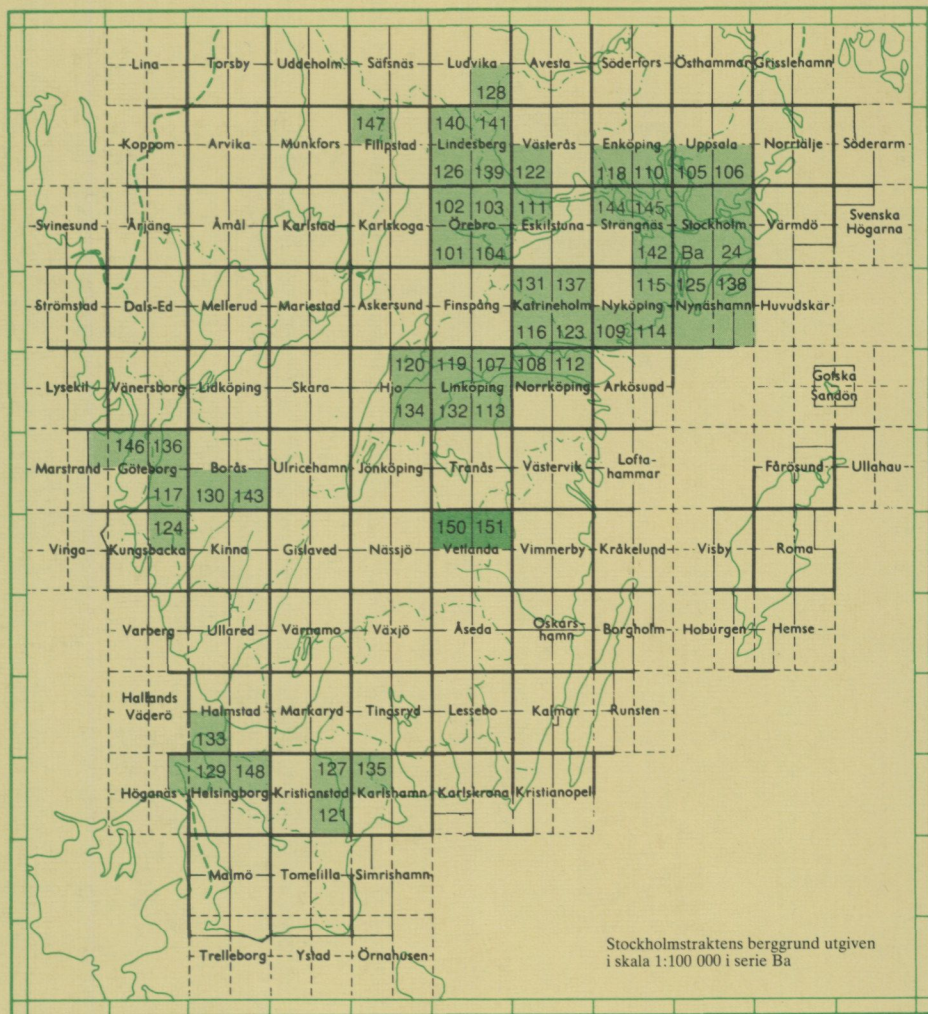 Lina Torsby Uddeholm Säfsnäs Ludvika Avesta Söderfors Östhammar Grisslehamn
128
147 140 141
Koppom Arvika Munkfors Filipstad Lindesberg Västerås Enköping Uppsala Norrtälje Söderarm
126 139 122 118 110 105 106
102 103 111 144 145
Svinesund Årjäng Åmål Karlstad Karlskoga Örebro Eskilstuna Strängnäs Stockholm Värmdö Svenska
Högarna
101 104 142 Ba 24
131 137 115 125 138
Strömstad Dals-Ed Mellerud Mariestad Askersund Finspång Katrineholm Nyköping Nynäshamn Huvudskär
116 123 109 114
120 119 107 108 112
Lysekil Vänersborg Lidköping Skara Hjo Linköping Norrköping Arkösund Gotska
Sandön
134 132 113
146 136
Marstrand Göteborg Borås Ulricehamn Jönköping Tranås Västervik Lofta-
hammar Fårösund Ullahau
117 130 143
124 150 151
Vinga Kungsbacka Kinna Gislaved Nässjö Vetlanda Vimmerby Kråkelund Visby Roma
Varberg Ullared Värnamo Växjö Åseda Oskars-
hamn Borgholm Hoburgen Hemse
Hallands
Väderö Halmstad Markaryd Tingsryd Lessebo Kalmar Runsten
133
129 148 127 135
Höganäs Helsingborg Kristianstad Karlshamn Karlskrona Kristianopel
121
Malmö Tomelilla Simrishamn
Trelleborg Ystad Örnahusen
Stockholmstraktens berggrund utgiven
i skala 1:100 000 i serie Ba